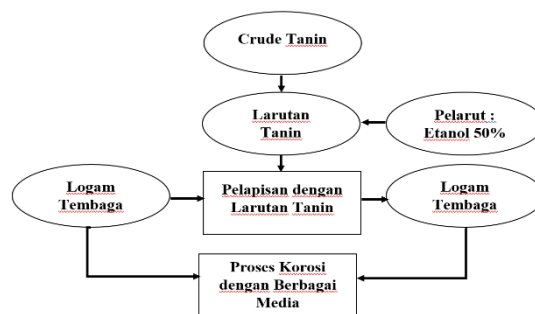 Crude Tanin
Larutan
Tanin
Pelarut :
Etanol 50%
Logam
Tembaga
Pelapisan dengan
Larutan Tanin
Logam
Tembaga
Proses Korosi
dengan Berbagai
Media